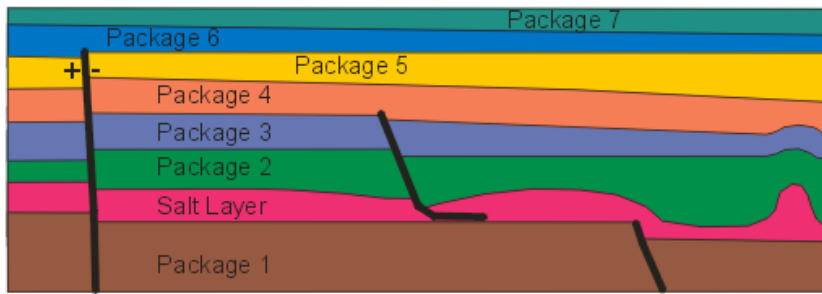 Package 7
Package 6
+ -
Package 5
Package 4
Package 3
Package 2
Salt Layer
Package 1